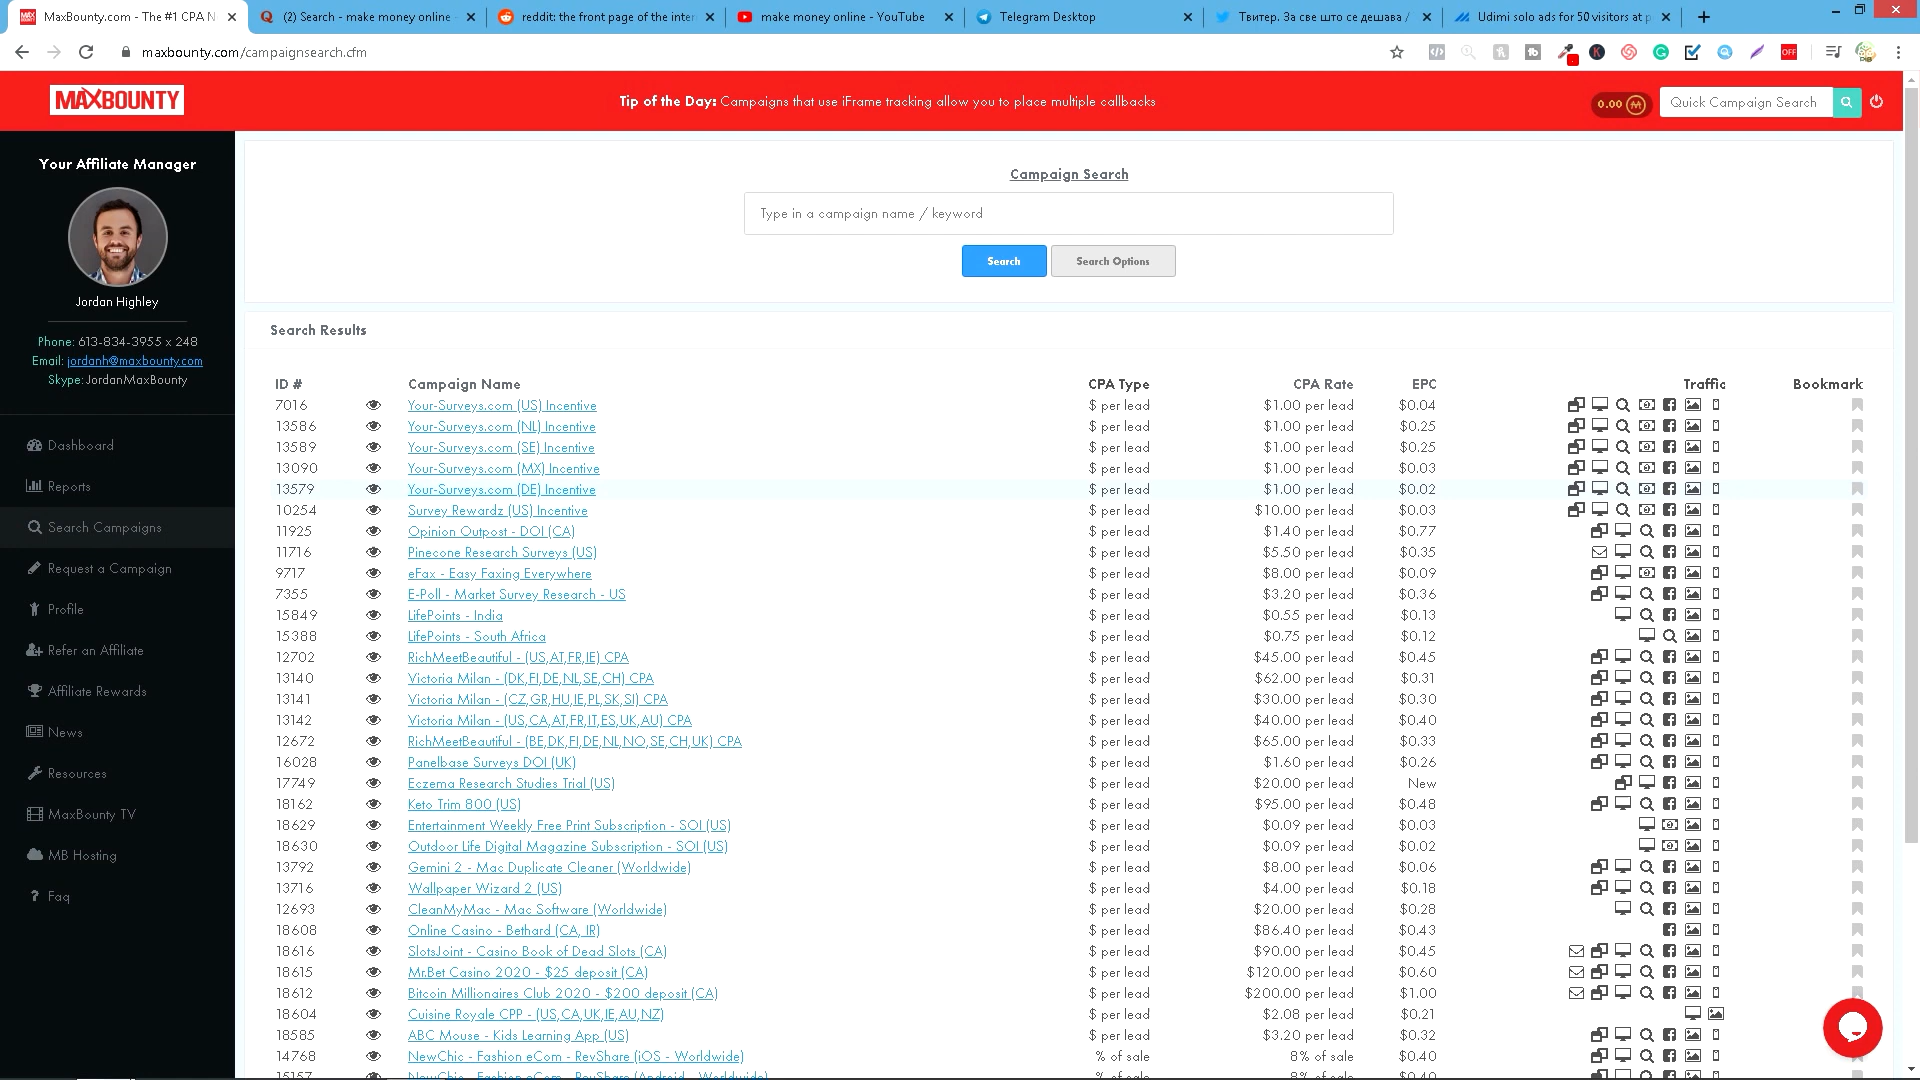 MaxBounty.com - The #1 CPA N
(2) Search - make money online -
reddit: the front page of the inter
make money online - YouTube
Telegram Desktop
Твитер. За све што се дешава /
Udimi solo ads for 50 visitors at p
maxbounty.com/campaignsearch.cfm
OFF
MAXBOUNTY
Tip of the Day: Campaigns that use iFrame tracking allow you to place multiple callbacks
0.00
Quick Campaign Search
Your Affiliate Manager
Jordan Highley
Phone: 613-834-3955 x 248
Email: jordanh@maxbounty.com
Skype: JordanMaxBounty
Dashboard
Reports
Search Campaigns
Request a Campaign
Profile
Refer an Affiliate
Affiliate Rewards
News
Resources
MaxBounty TV
MB Hosting
? Faq
Campaign Search
Type in a campaign name / keyword
Search
Search Options
Search Results
ID # Campaign Name CPA Type CPA Rate EPC Traffic Bookmark
7016 Your-Surveys.com (US) Incentive $ per lead $1.00 per lead $0.04
13586 Your-Surveys.com (NL) Incentive $ per lead $1.00 per lead $0.25
13589 Your-Surveys.com (SE) Incentive $ per lead $1.00 per lead $0.25
13090 Your-Surveys.com (MX) Incentive $ per lead $1.00 per lead $0.03
13579 Your-Surveys.com (DE) Incentive $ per lead $1.00 per lead $0.02
10254 Survey Rewardz (US) Incentive $ per lead $10.00 per lead $0.03
11925 Opinion Outpost - DOI (CA) $ per lead $1.40 per lead $0.77
11716 Pinecone Research Surveys (US) $ per lead $5.50 per lead $0.35
9717 eFax - Easy Faxing Everywhere $ per lead $8.00 per lead $0.09
7355 E-Poll - Market Survey Research - US $ per lead $3.20 per lead $0.36
15849 LifePoints - India $ per lead $0.55 per lead $0.13
15388 LifePoints - South Africa $ per lead $0.75 per lead $0.12
12702 RichMeetBeautiful - (US,AT,FR,IE) CPA $ per lead $45.00 per lead $0.45
13140 Victoria Milan - (DK,FI,DE,NL,SE,CH) CPA $ per lead $62.00 per lead $0.31
13141 Victoria Milan - (CZ,GR,HU,IE,PL,SK,SI) CPA $ per lead $30.00 per lead $0.30
13142 Victoria Milan - (US,CA,AT,FR,IT,ES,UK,AU) CPA $ per lead $40.00 per lead $0.40
12672 RichMeetBeautiful - (BE,DK,FI,DE,NL,NO,SE,CH,UK) CPA $ per lead $65.00 per lead $0.33
16028 Panelbase Surveys DOI (UK) $ per lead $1.60 per lead $0.26
17749 Eczema Research Studies Trial (US) $ per lead $20.00 per lead New
18162 Keto Trim 800 (US) $ per lead $95.00 per lead $0.48
18629 Entertainment Weekly Free Print Subscription - SOI (US) $ per lead $0.09 per lead $0.03
18630 Outdoor Life Digital Magazine Subscription - SOI (US) $ per lead $0.09 per lead $0.02
13792 Gemini 2 - Mac Duplicate Cleaner (Worldwide) $ per lead $8.00 per lead $0.06
13716 Wallpaper Wizard 2 (US) $ per lead $4.00 per lead $0.18
12693 CleanMyMac - Mac Software (Worldwide) $ per lead $20.00 per lead $0.28
18608 Online Casino - Bethard (CA, IR) $ per lead $86.40 per lead $0.43
18616 SlotsJoint - Casino Book of Dead Slots (CA) $ per lead $90.00 per lead $0.45
18615 Mr.Bet Casino 2020 - $25 deposit (CA) $ per lead $120.00 per lead $0.60
18612 Bitcoin Millionaires Club 2020 - $200 deposit (CA) $ per lead $200.00 per lead $1.00
18604 Cuisine Royale CPP - (US,CA,UK,IE,AU,NZ) $ per lead $2.08 per lead $0.21
18585 ABC Mouse - Kids Learning App (US) $ per lead $3.20 per lead $0.32
14768 NewChic - Fashion eCom - RevShare (iOS - Worldwide) % of sale 8% of sale $0.40
15157 NewChic - Fashion eCom - RevShare (Android - Worldwide) % of sale 8% of sale $0.40